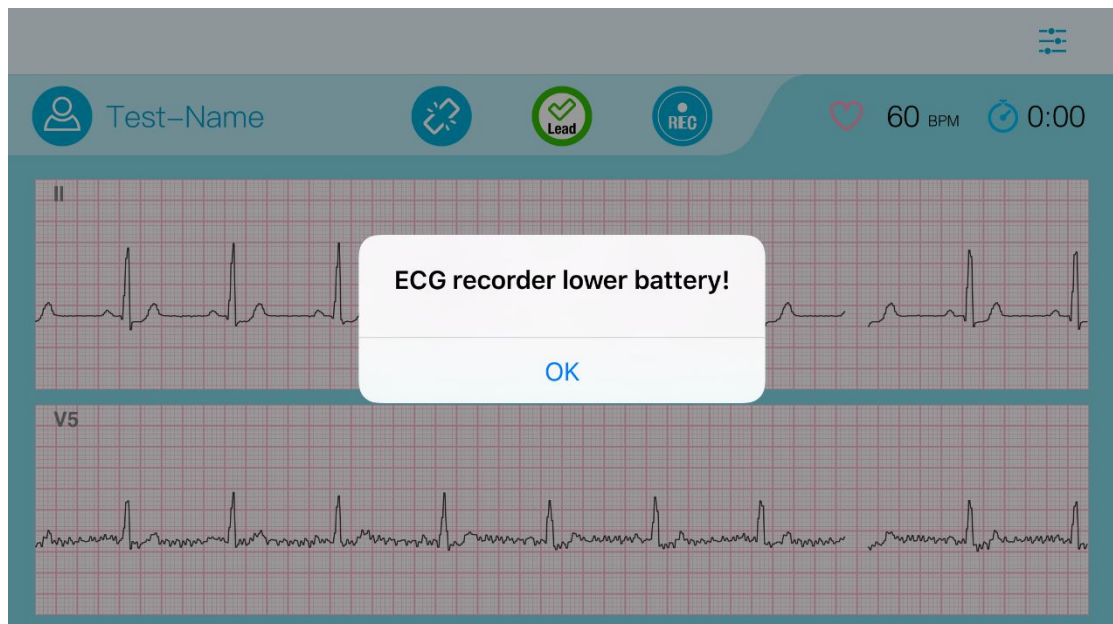 Test-Name
Lead
REC
60 BPM
0:00
II
ECG recorder lower battery!
OK
V5